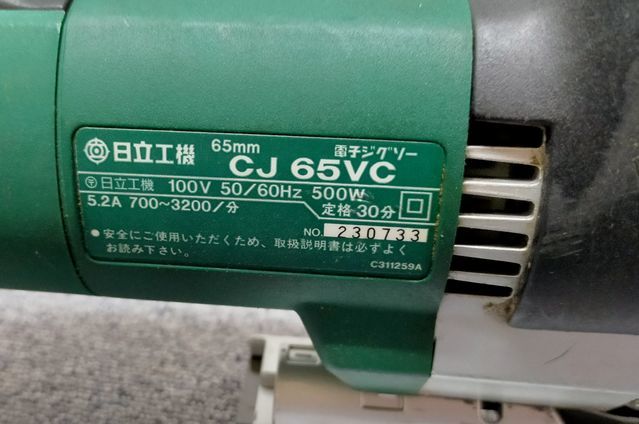 日立工機 65mm CJ 65VC 電子ジグソー
〒日立工機 100V 50/60Hz 500W
5.2A 700~3200/分 定格 30分
NO. 230733
• 安全にご使用いただくため、取扱説明書は必ずよく
お読み下さい。
C311259A